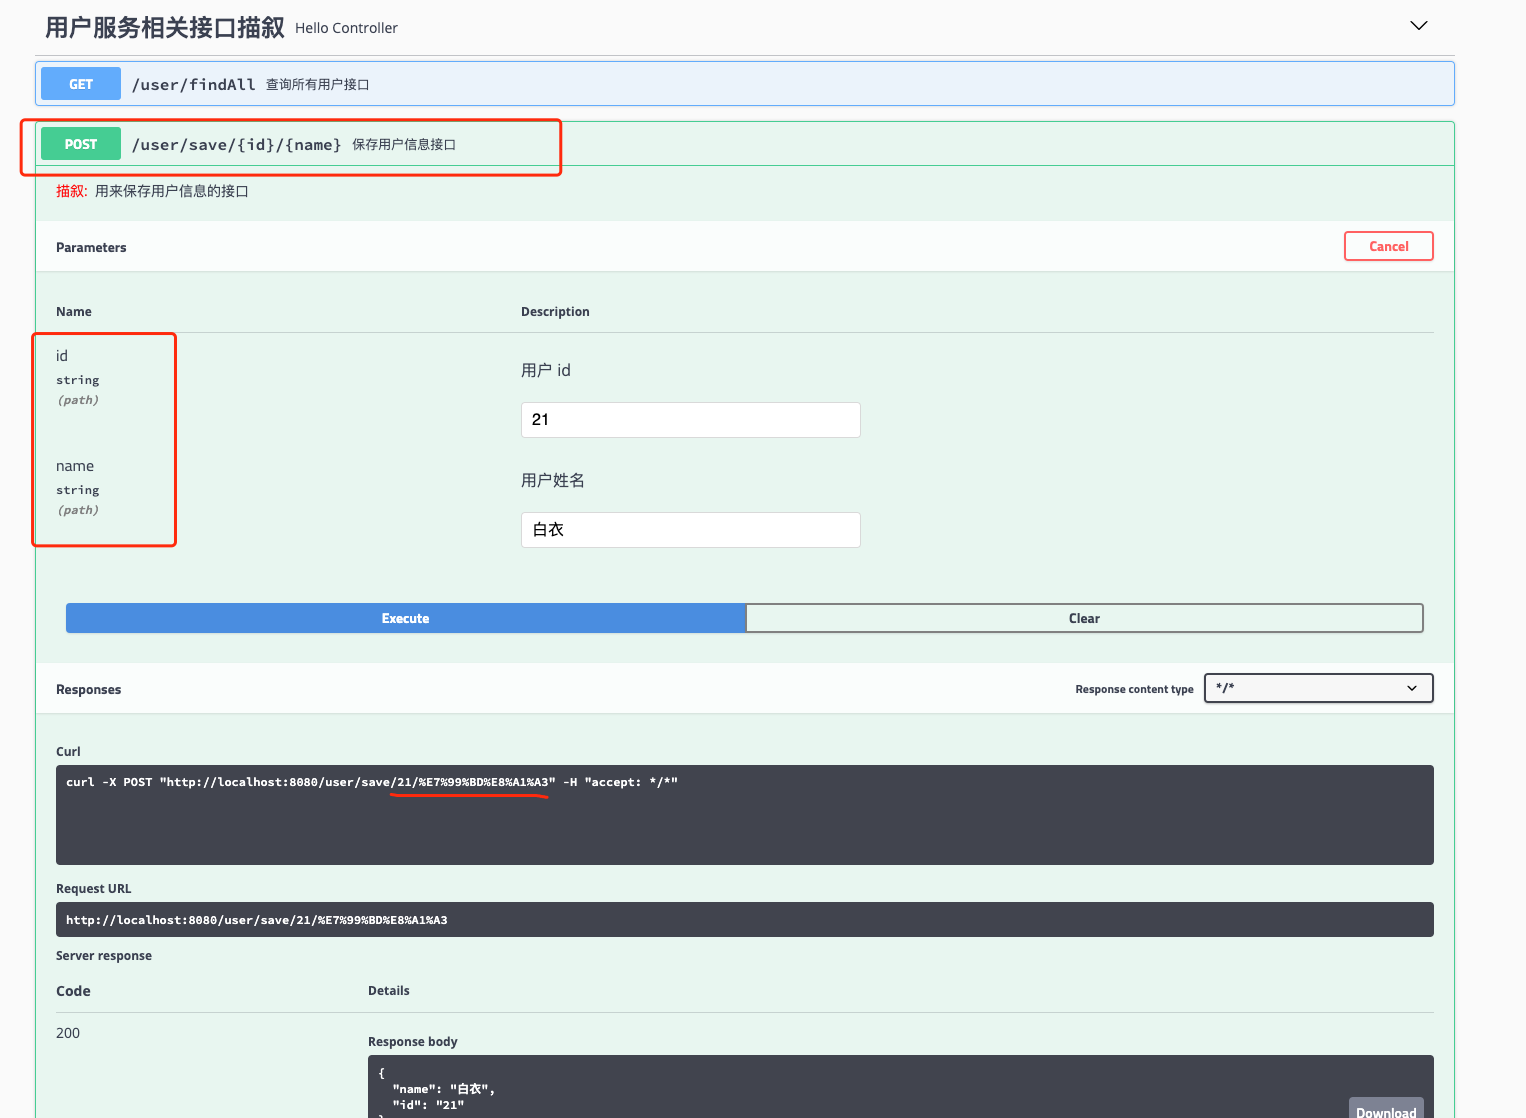 用户服务相关接口描叙 Hello Controller
GET /user/findAll 查询所有用户接口
POST /user/save/{id}/{name} 保存用户信息接口
描叙: 用来保存用户信息的接口
Parameters Cancel
Name Description
id
string
(path)
用户 id
21
name
string
(path)
用户姓名
白衣
Execute Clear
Responses Response content type */*
Curl
curl -X POST "http://localhost:8080/user/save/21/%E7%99%BD%E8%A1%A3" -H "accept: */*"
Request URL
http://localhost:8080/user/save/21/%E7%99%BD%E8%A1%A3
Server response
Code Details
200
Response body
{
"name": "白衣",
"id": "21"
Download